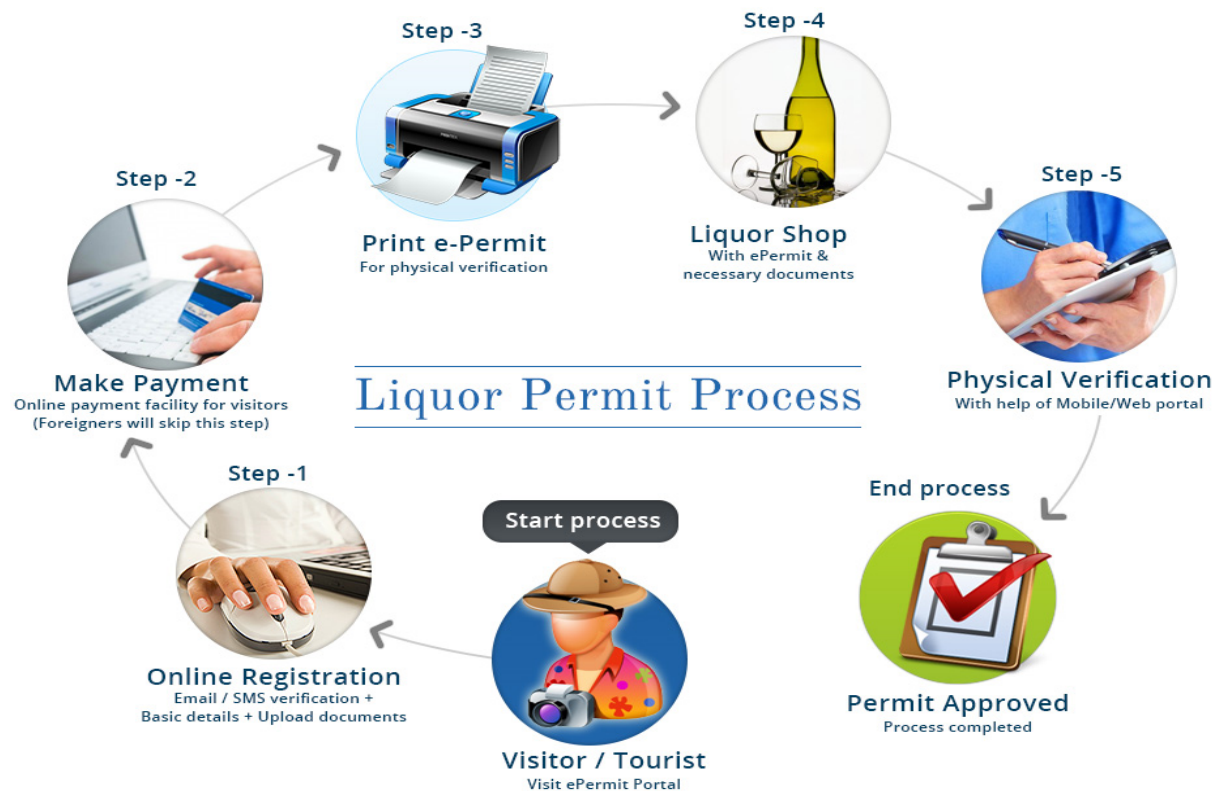 Liquor Permit Process
Start process
Visitor / Tourist
Visit ePermit Portal
Step -1
Online Registration
Email / SMS verification +
Basic details + Upload documents
Step -2
Make Payment
Online payment facility for visitors
(Foreigners will skip this step)
Step -3
Print e-Permit
For physical verification
Step -4
Liquor Shop
With ePermit &
necessary documents
Step -5
Physical Verification
With help of Mobile/Web portal
End process
Permit Approved
Process completed